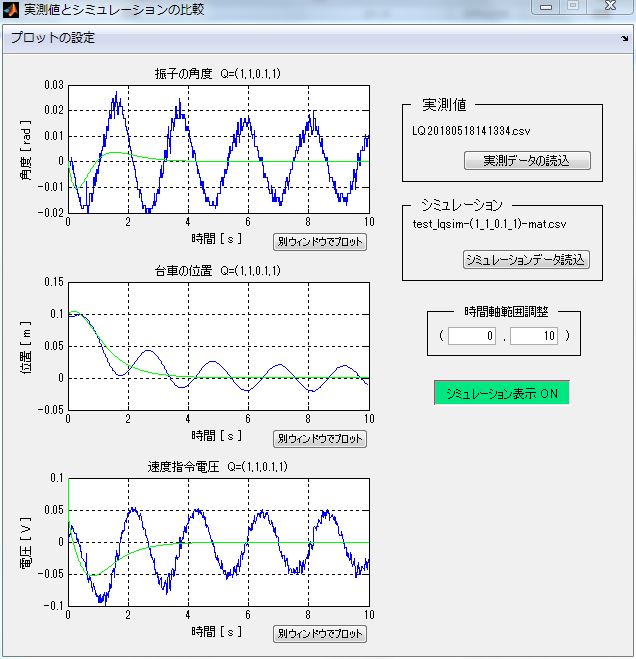 実測値とシミュレーションの比較
プロットの設定
振子の角度 Q=(1,1,0.1,1)
0.03
0.02
0.01
0
-0.01
-0.02
角度 [ rad ]
0 2 4 6 8 10
時間 [ s ]
別ウィンドウでプロット
台車の位置 Q=(1,1,0.1,1)
0.15
0.1
0.05
0
-0.05
位置 [ m ]
0 2 4 6 8 10
時間 [ s ]
別ウィンドウでプロット
速度指令電圧 Q=(1,1,0.1,1)
0.1
0.05
0
-0.05
-0.1
電圧 [ V ]
0 2 4 6 8 10
時間 [ s ]
別ウィンドウでプロット
実測値
LQ20180518141334.csv
実測データの読込
シミュレーション
test_lqsim-(1_1_0.1_1)-mat.csv
シミュレーションデータ読込
時間軸範囲調整
( 0 , 10 )
シミュレーション表示 ON